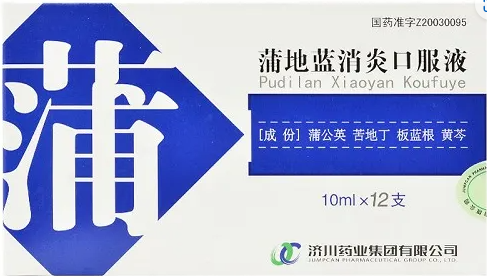 国药准字Z20030095
蒲
蒲地蓝消炎口服液
Pudilan Xiaoyan Koufuye
[成 份] 蒲公英 苦地丁 板蓝根 黄芩
10ml×12支
济川药业集团有限公司
JUMPCAN PHARMACEUTICAL GROUP CO., LTD.